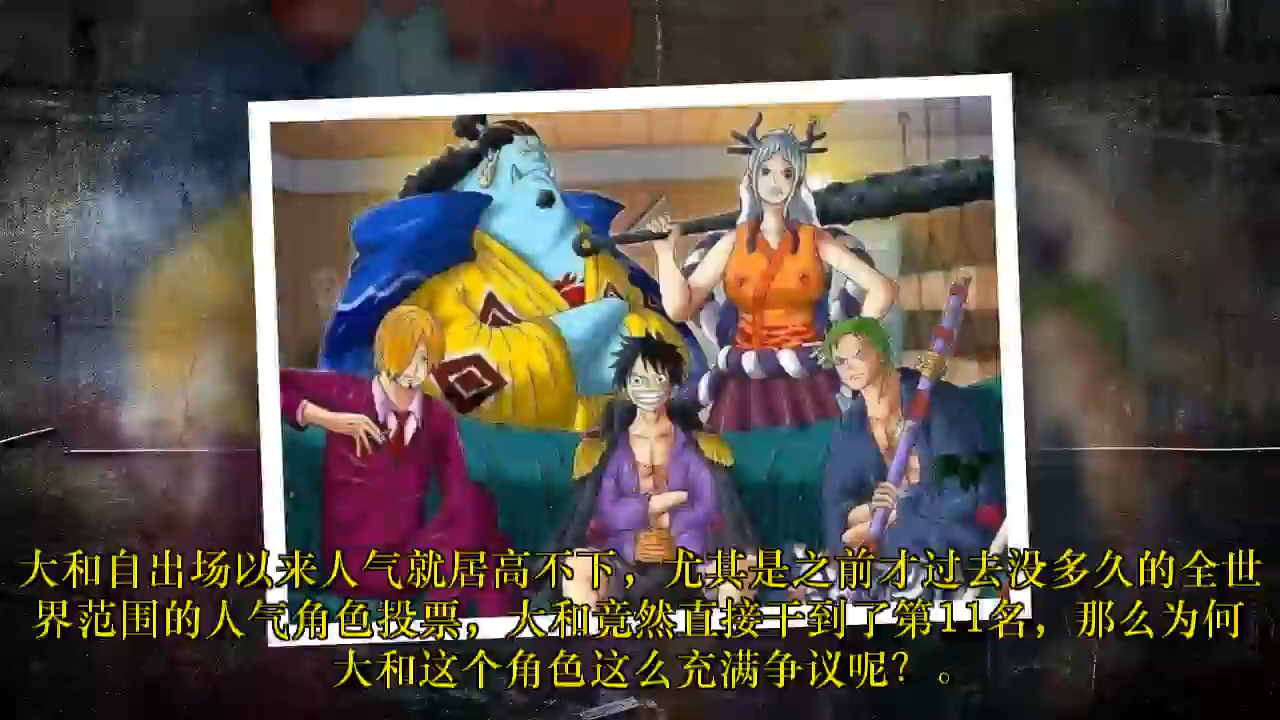 大和自出场以来人气就居高不下，尤其是之前才过去没多久的全世
界范围的人气角色投票，大和竟然直接干到了第11名，那么为何
大和这个角色这么充满争议呢？。